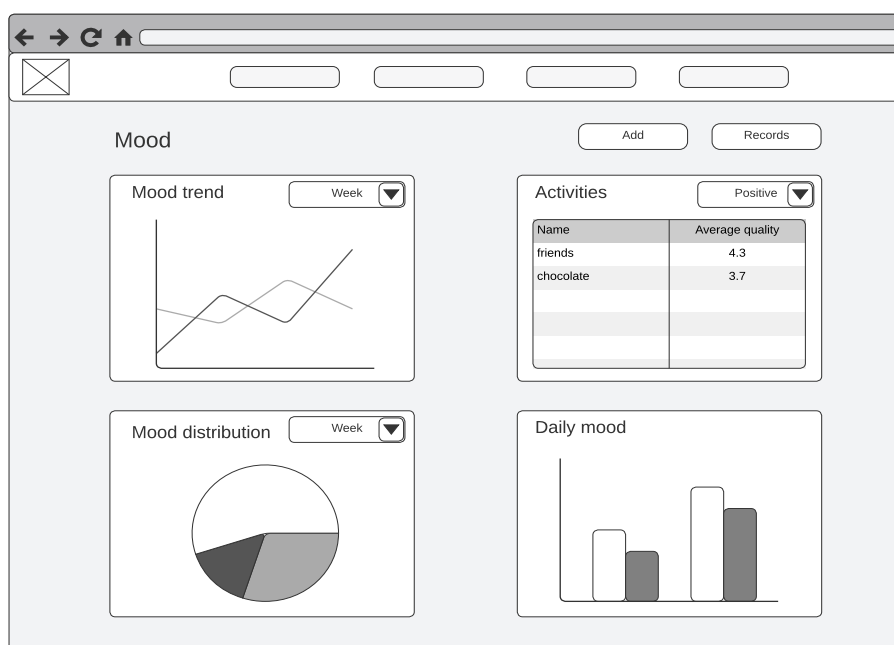 Mood
Add
Records
Mood trend
Week
Activities
Positive
Name
Average quality
friends
4.3
chocolate
3.7
Mood distribution
Week
Daily mood